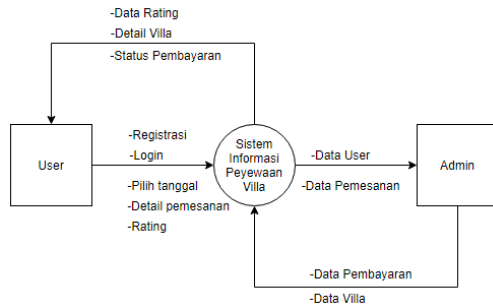 -Data Rating
-Detail Villa
-Status Pembayaran
User
-Registrasi
-Login
-Pilih tanggal
-Detail pemesanan
-Rating
Sistem
Informasi
Peyewaan
Villa
-Data User
-Data Pemesanan
Admin
-Data Pembayaran
-Data Villa